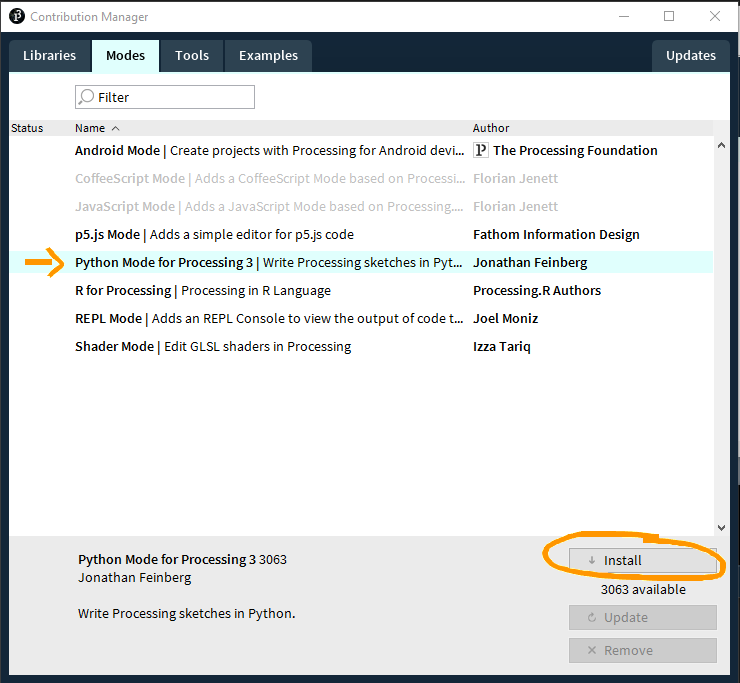 Contribution Manager
Libraries Modes Tools Examples Updates
Filter
Status Name Author
Android Mode | Create projects with Processing for Android devi... The Processing Foundation
CoffeeScript Mode | Adds a CoffeeScript Mode based on Processi... Florian Jenett
JavaScript Mode | Adds a JavaScript Mode based on Processing.... Florian Jenett
p5.js Mode | Adds a simple editor for p5.js code Fathom Information Design
Python Mode for Processing 3 | Write Processing sketches in Pyt... Jonathan Feinberg
R for Processing | Processing in R Language Processing.R Authors
REPL Mode | Adds an REPL Console to view the output of code t... Joel Moniz
Shader Mode | Edit GLSL shaders in Processing Izza Tariq
Python Mode for Processing 3 3063 Install
Jonathan Feinberg
3063 available
Write Processing sketches in Python. Update
Remove